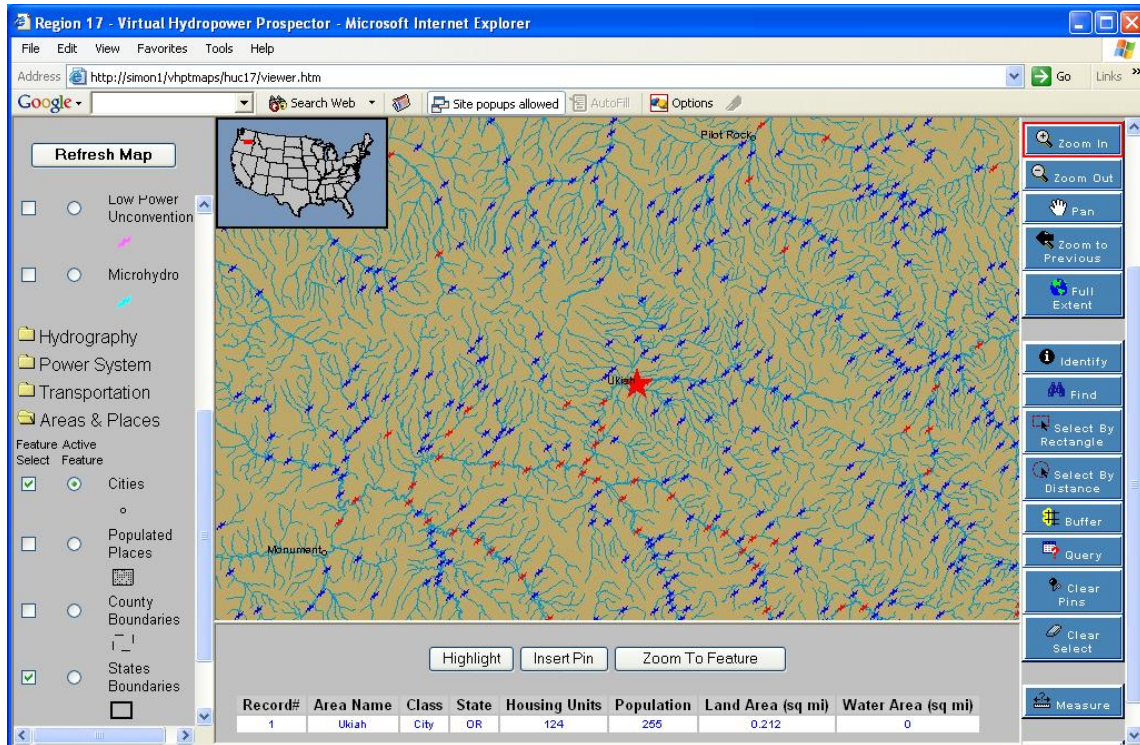 Region 17 - Virtual Hydropower Prospector - Microsoft Internet Explorer
File Edit View Favorites Tools Help
Address http://simon1/vhptmaps/huc17/viewer.htm Go Links »
Google Search Web Site popups allowed AutoFill Options
Refresh Map
Low Power
Unconvention
Microhydro
Hydrography
Power System
Transportation
Areas & Places
Feature Active
Select Feature
Cities
Populated
Places
County
Boundaries
States
Boundaries
Pilot Rock
Ukiah
Monument
Zoom In
Zoom Out
Pan
Zoom to
Previous
Full
Extent
Identify
Find
Select By
Rectangle
Select By
Distance
Buffer
Query
Clear
Pins
Clear
Select
Measure
Highlight Insert Pin Zoom To Feature
Record# Area Name Class State Housing Units Population Land Area (sq mi) Water Area (sq mi)
1 Ukiah City OR 124 255 0.212 0